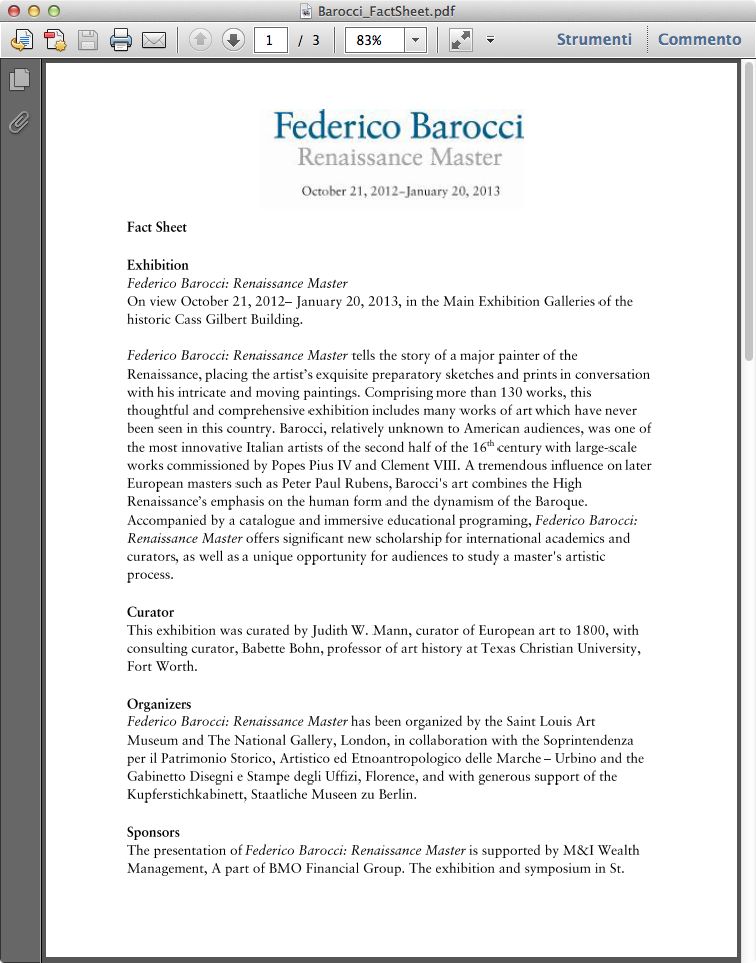 Barocci_FactSheet.pdf
1 / 3 83% Strumenti Commento
Federico Barocci
Renaissance Master
October 21, 2012–January 20, 2013
Fact Sheet
Exhibition
Federico Barocci: Renaissance Master
On view October 21, 2012– January 20, 2013, in the Main Exhibition Galleries of the
historic Cass Gilbert Building.
Federico Barocci: Renaissance Master tells the story of a major painter of the
Renaissance, placing the artist’s exquisite preparatory sketches and prints in conversation
with his intricate and moving paintings. Comprising more than 130 works, this
thoughtful and comprehensive exhibition includes many works of art which have never
been seen in this country. Barocci, relatively unknown to American audiences, was one of
the most innovative Italian artists of the second half of the 16th century with large-scale
works commissioned by Popes Pius IV and Clement VIII. A tremendous influence on later
European masters such as Peter Paul Rubens, Barocci's art combines the High
Renaissance’s emphasis on the human form and the dynamism of the Baroque.
Accompanied by a catalogue and immersive educational programing, Federico Barocci:
Renaissance Master offers significant new scholarship for international academics and
curators, as well as a unique opportunity for audiences to study a master's artistic
process.
Curator
This exhibition was curated by Judith W. Mann, curator of European art to 1800, with
consulting curator, Babette Bohn, professor of art history at Texas Christian University,
Fort Worth.
Organizers
Federico Barocci: Renaissance Master has been organized by the Saint Louis Art
Museum and The National Gallery, London, in collaboration with the Soprintendenza
per il Patrimonio Storico, Artistico ed Etnoantropologico delle Marche – Urbino and the
Gabinetto Disegni e Stampe degli Uffizi, Florence, and with generous support of the
Kupferstichkabinett, Staatliche Museen zu Berlin.
Sponsors
The presentation of Federico Barocci: Renaissance Master is supported by M&I Wealth
Management, A part of BMO Financial Group. The exhibition and symposium in St.